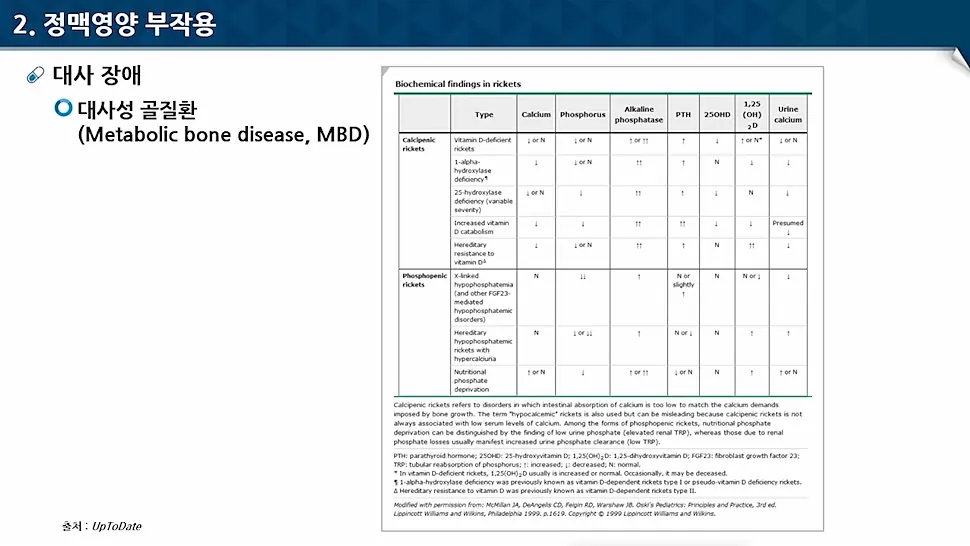 2. 정맥영양 부작용
대사 장애
대사성 골질환
(Metabolic bone disease, MBD)
Biochemical findings in rickets
Type Calcium Phosphorus Alkaline phosphatase PTH 25OHD 1,25 (OH) 2 D Urine calcium
Calcipenic rickets Vitamin D-deficient rickets ↓ or N ↓ or N ↑ or ↑↑ ↑ ↓ ↑ or N* ↓ or N
1-alpha-hydroxylase deficiency¶ ↓ ↓ or N ↑↑ ↑ N ↓ ↓
25-hydroxylase deficiency (variable severity) ↓ or N ↓ ↑↑ ↑ ↓ N ↓
Increased vitamin D catabolism ↓ ↓ ↑↑ ↑↑ ↓ ↓ Presumed ↓
Hereditary resistance to vitamin DΔ ↓ ↓ or N ↑↑ ↑ N ↑↑ ↓
Phosphopenic rickets X-linked hypophosphatemia (and other FGF23-mediated hypophosphatemic disorders) N ↓↓ ↑ N or slightly ↑ N N or ↓ ↓
Hereditary hypophosphatemic rickets with hypercalciuria N ↓ or ↓↓ ↑ N or ↓ N ↑ ↑
Nutritional phosphate deprivation ↑ or N ↓ ↑ or ↑↑ ↓ or N N ↑ ↑ or N
Calcipenic rickets refers to disorders in which intestinal absorption of calcium is too low to match the calcium demands
imposed by bone growth. The term "hypocalcemic" rickets is also used but can be misleading because calcipenic rickets is not
always associated with low serum levels of calcium. Among the forms of phosphopenic rickets, nutritional phosphate
deprivation can be distinguished by the finding of low urine phosphate (elevated renal TRP), whereas those due to renal
phosphate losses usually manifest increased urine phosphate clearance (low TRP).
PTH: parathyroid hormone; 25OHD: 25-hydroxyvitamin D; 1,25(OH)2D: 1,25-dihydroxyvitamin D; FGF23: fibroblast growth factor 23;
TRP: tubular reabsorption of phosphorus; ↑: increased; ↓: decreased; N: normal.
* In vitamin D-deficient rickets, 1,25(OH)2D usually is increased or normal. Occasionally, it may be deceased.
¶ 1-alpha-hydroxylase deficiency was previously known as vitamin D-dependent rickets type I or pseudo-vitamin D deficiency rickets.
Δ Hereditary resistance to vitamin D was previously known as vitamin D-dependent rickets type II.
Modified with permission from: McMillan JA, DeAngelis CD, Feigin RD, Warshaw JB. Oski's Pediatrics: Principles and Practice, 3rd ed.
Lippincott Williams and Wilkins, Philadelphia 1999. p.1619. Copyright © 1999 Lippincott Williams and Wilkins.
출처 : UpToDate